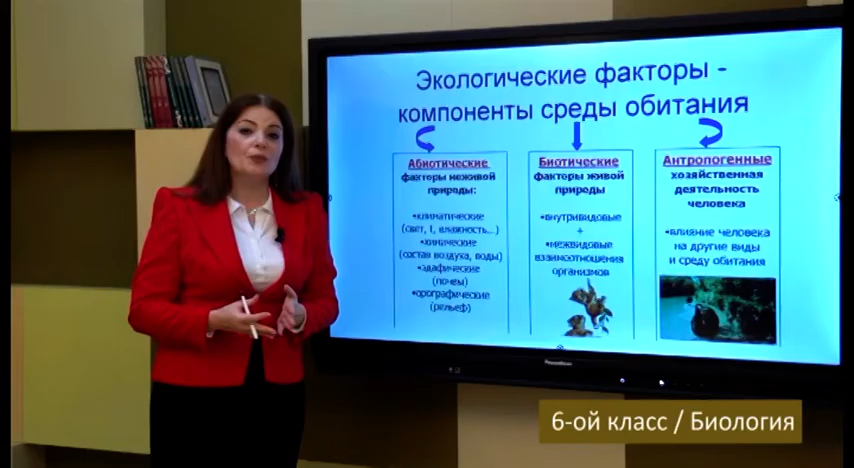 Экологические факторы -
компоненты среды обитания
Абиотические
факторы неживой
природы:
•климатические
(свет, t, влажность...)
•химические
(состав воздуха, воды)
•эдафические
(почвы)
•орографические
(рельеф)
Биотические
факторы живой
природы
•внутривидовые
+
•межвидовые
взаимоотношения
организмов
Антропогенные
хозяйственная
деятельность
человека
•влияние человека
на другие виды
и среду обитания
6-ой класс / Биология